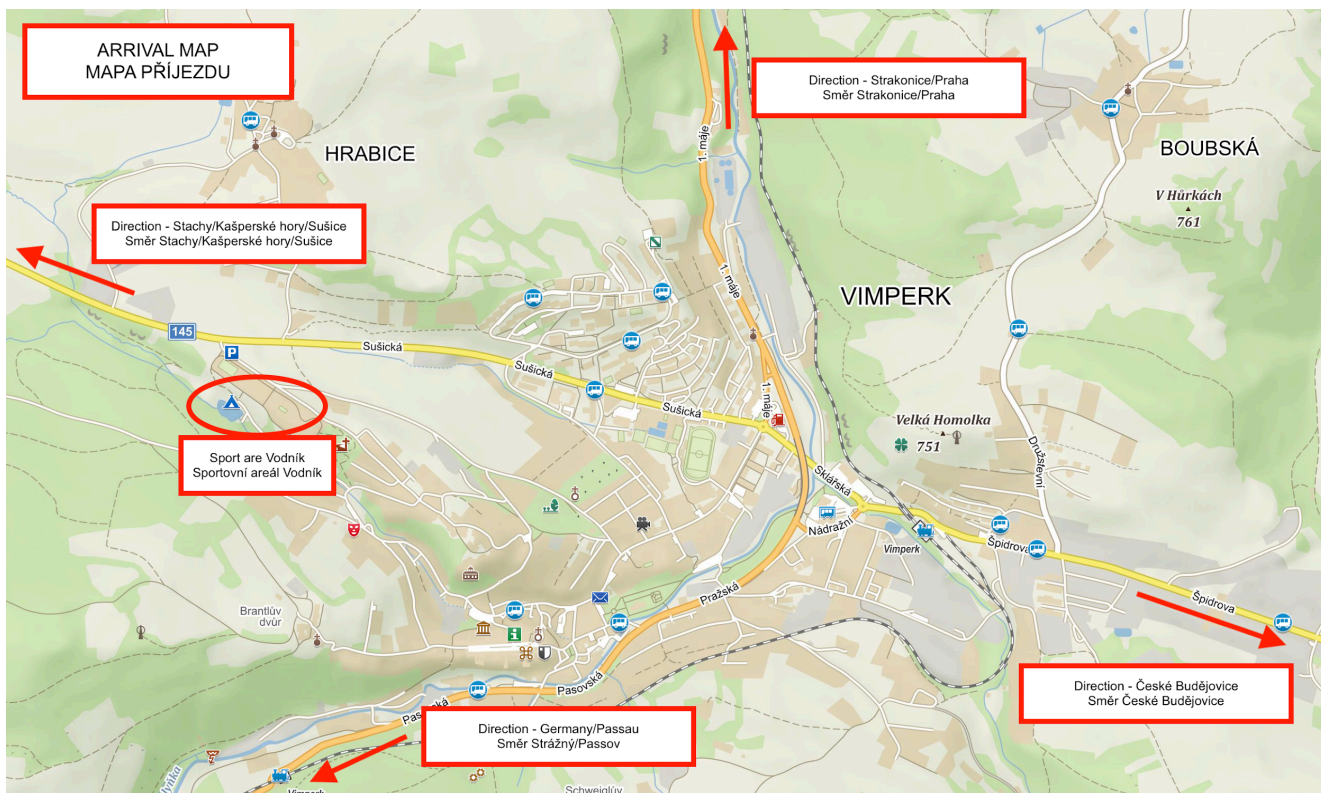 ARRIVAL MAP
MAPA PŘÍJEZDU
Direction - Strakonice/Praha
Směr Strakonice/Praha
1. máje
HRABICE
BOUBSKÁ
V Hůrkách
761
Direction - Stachy/Kašperské hory/Sušice
Směr Stachy/Kašperské hory/Sušice
1. máje
VIMPERK
145
P
Sušická
Sušická
Sušická
1. máje
Velká Homolka
751
Družstevní
Sport are Vodník
Sportovní areál Vodník
Sklářská
Nádražní
Vimperk
Špidrova
Pražská
Špidrova
Brantlův
dvůr
Pasovská
Direction - České Budějovice
Směr České Budějovice
Direction - Germany/Passau
Směr Strážný/Passov
Vimperk
Schweiglův